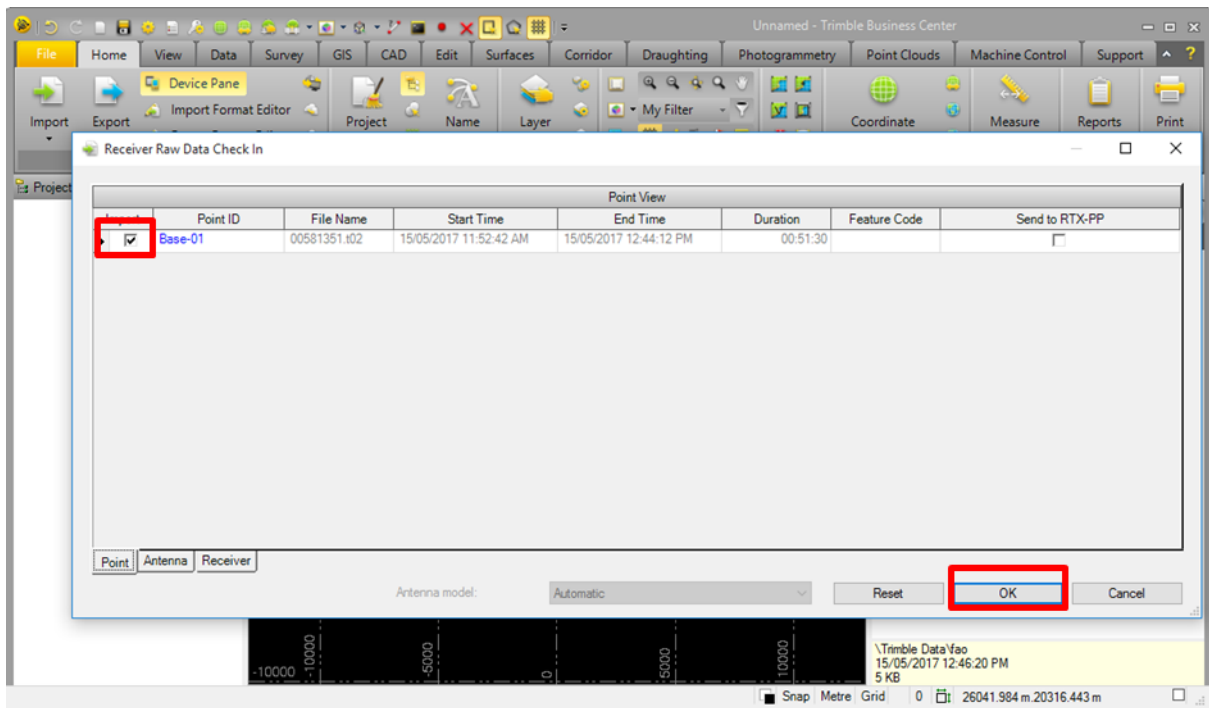 Unnamed - Trimble Business Center
File Home View Data Survey GIS CAD Edit Surfaces Corridor Draughting Photogrammetry Point Clouds Machine Control Support ?
Device Pane
Import Format Editor
My Filter
Import Export Project Name Layer Coordinate Measure Reports Print
Receiver Raw Data Check In
Project
Point View
Import Point ID File Name Start Time End Time Duration Feature Code Send to RTX-PP
Base-01 00581351.t02 15/05/2017 11:52:42 AM 15/05/2017 12:44:12 PM 00:51:30
Point Antenna Receiver
Antenna model: Automatic Reset OK Cancel
-10000 -10000 -5000 0 5000 10000
\Trimble Data\fao
15/05/2017 12:46:20 PM
5 KB
Snap Metre Grid 0 26041.984 m.20316.443 m